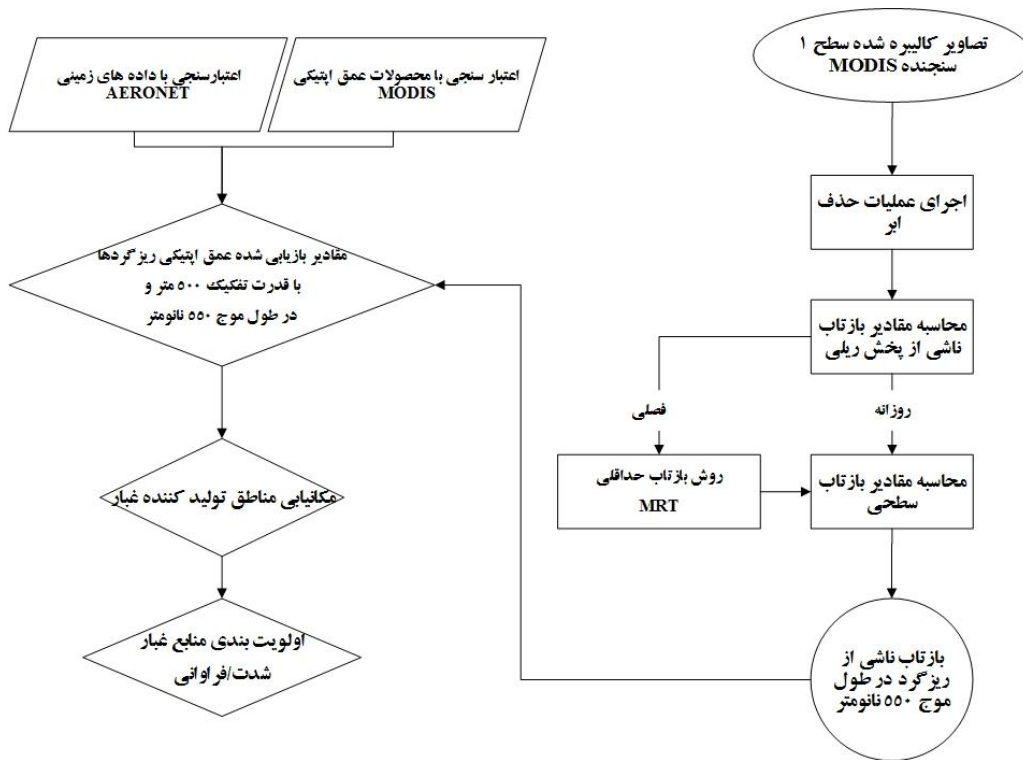 تصاویر کالیبره شده سطح ۱
سنجنده MODIS
اجرای عملیات حذف
ابر
محاسبه مقادیر بازتاب
ناشی از پخش ریلی
روزانه
فصلی
روش بازتاب حداقلی
MRT
محاسبه مقادیر بازتاب
سطحی
بازتاب ناشی از
ریزگرد در طول
موج ۵۵۰ نانومتر
اعتبار سنجی با محصولات عمق اپتیکی
MODIS
اعتبارسنجی با داده های زمینی
AERONET
مقادیر بازیابی شده عمق اپتیکی ریزگردها
با قدرت تفکیک ۵۰۰ متر و
در طول موج ۵۵۰ نانومتر
مکانیابی مناطق تولید کننده غبار
اولویت بندی منابع غبار
شدت/فراوانی